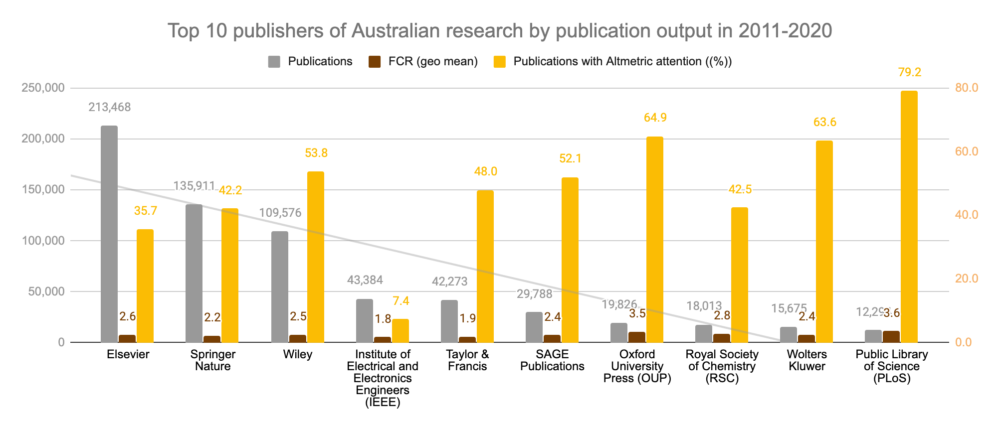 Top 10 publishers of Australian research by publication output in 2011-2020
Publications FCR (geo mean) Publications with Altmetric attention ((%))
250,000
200,000
150,000
100,000
50,000
0
80.0
60.0
40.0
20.0
0.0
213,468
2.6
35.7
135,911
2.2
42.2
109,576
2.5
53.8
43,384
1.8
7.4
42,273
1.9
48.0
29,788
2.4
52.1
19,826
3.5
64.9
18,013
2.8
42.5
15,675
2.4
63.6
3.6
79.2
Elsevier
Springer
Nature
Wiley
Institute of
Electrical and
Electronics
Engineers
(IEEE)
Taylor &
Francis
SAGE
Publications
Oxford
University
Press (OUP)
Royal Society
of Chemistry
(RSC)
Wolters
Kluwer
Public Library
of Science
(PLoS)